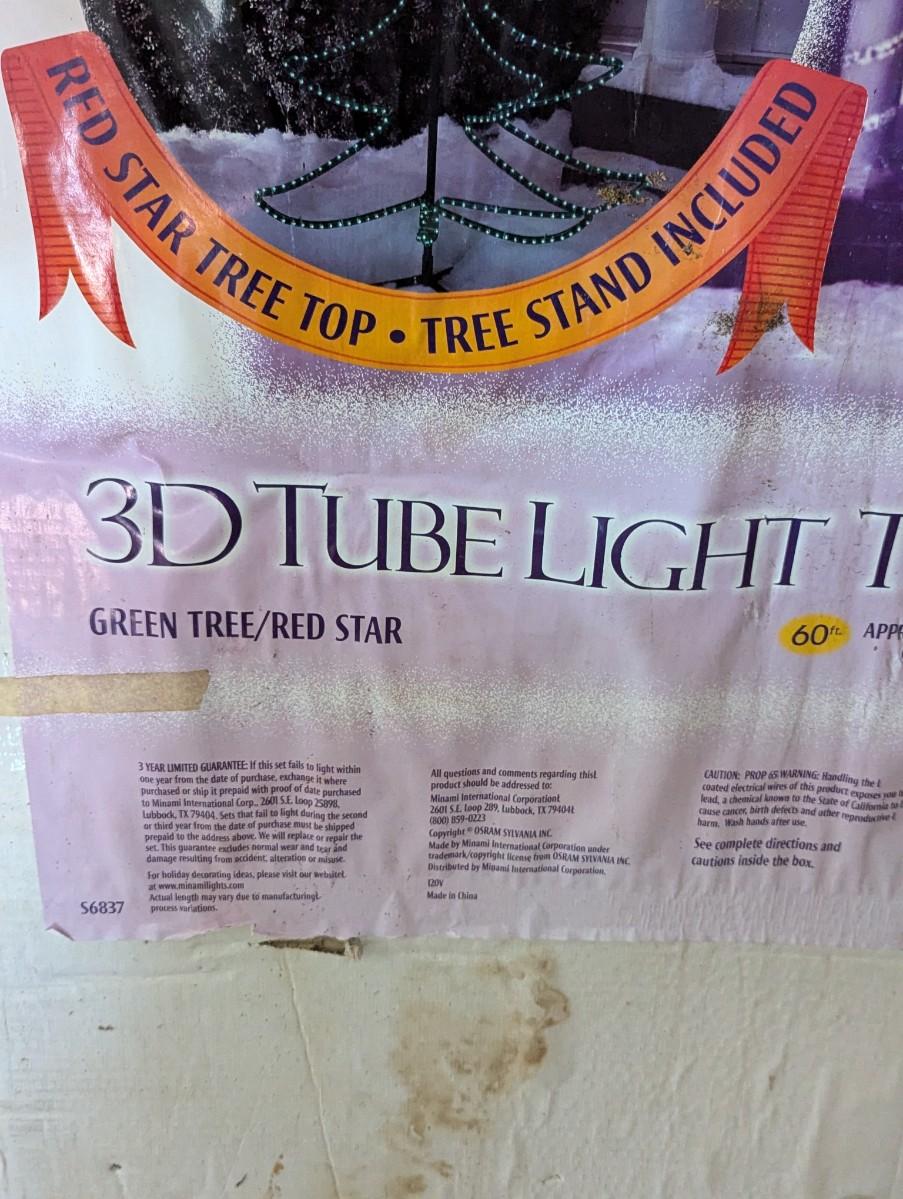 RED STAR TREE TOP • TREE STAND INCLUDED
3D TUBE LIGHT T
GREEN TREE/RED STAR
60ft. APP
3 YEAR LIMITED GUARANTEE: If this set fails to light within
one year from the date of purchase, exchange it where
purchased or ship it prepaid with proof of date purchased
to Minami International Corp., 2601 S.E. Loop 25898,
Lubbock, TX 79404. Sets that fail to light during the second
or third year from the date of purchase must be shipped
prepaid to the address above. We will replace or repair the
set. This guarantee excludes normal wear and tear and
damage resulting from accident, alteration or misuse.
For holiday decorating ideas, please visit our websiteL
at www.minamilights.com
Actual length may vary due to manufacturingL
process variations.
S6837
All questions and comments regarding thisL
product should be addressed to:
Minami International CorporationL
2601 S.E. Loop 289, Lubbock, TX 79404L
(800) 859-0223
Copyright © OSRAM SYLVANIA INC.
Made by Minami International Corporation under
trademark/copyright license from OSRAM SYLVANIA INC.
Distributed by Minami International Corporation.
120V
Made in China
CAUTION: PROP 65 WARNING: Handling the L
coated electrical wires of this product exposes you
lead, a chemical known to the State of California to
cause cancer, birth defects and other reproductive L
harm. Wash hands after use.
See complete directions and
cautions inside the box.